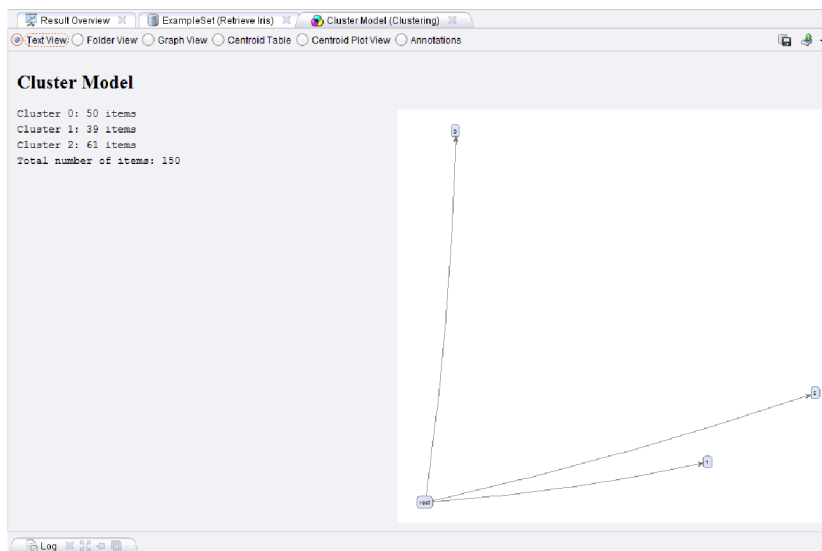 Result Overview ExampleSet (Retrieve Iris) Cluster Model (Clustering)
Text View Folder View Graph View Centroid Table Centroid Plot View Annotations
Cluster Model
Cluster 0: 50 items
Cluster 1: 39 items
Cluster 2: 61 items
Total number of items: 150
0
2
1
root
Log